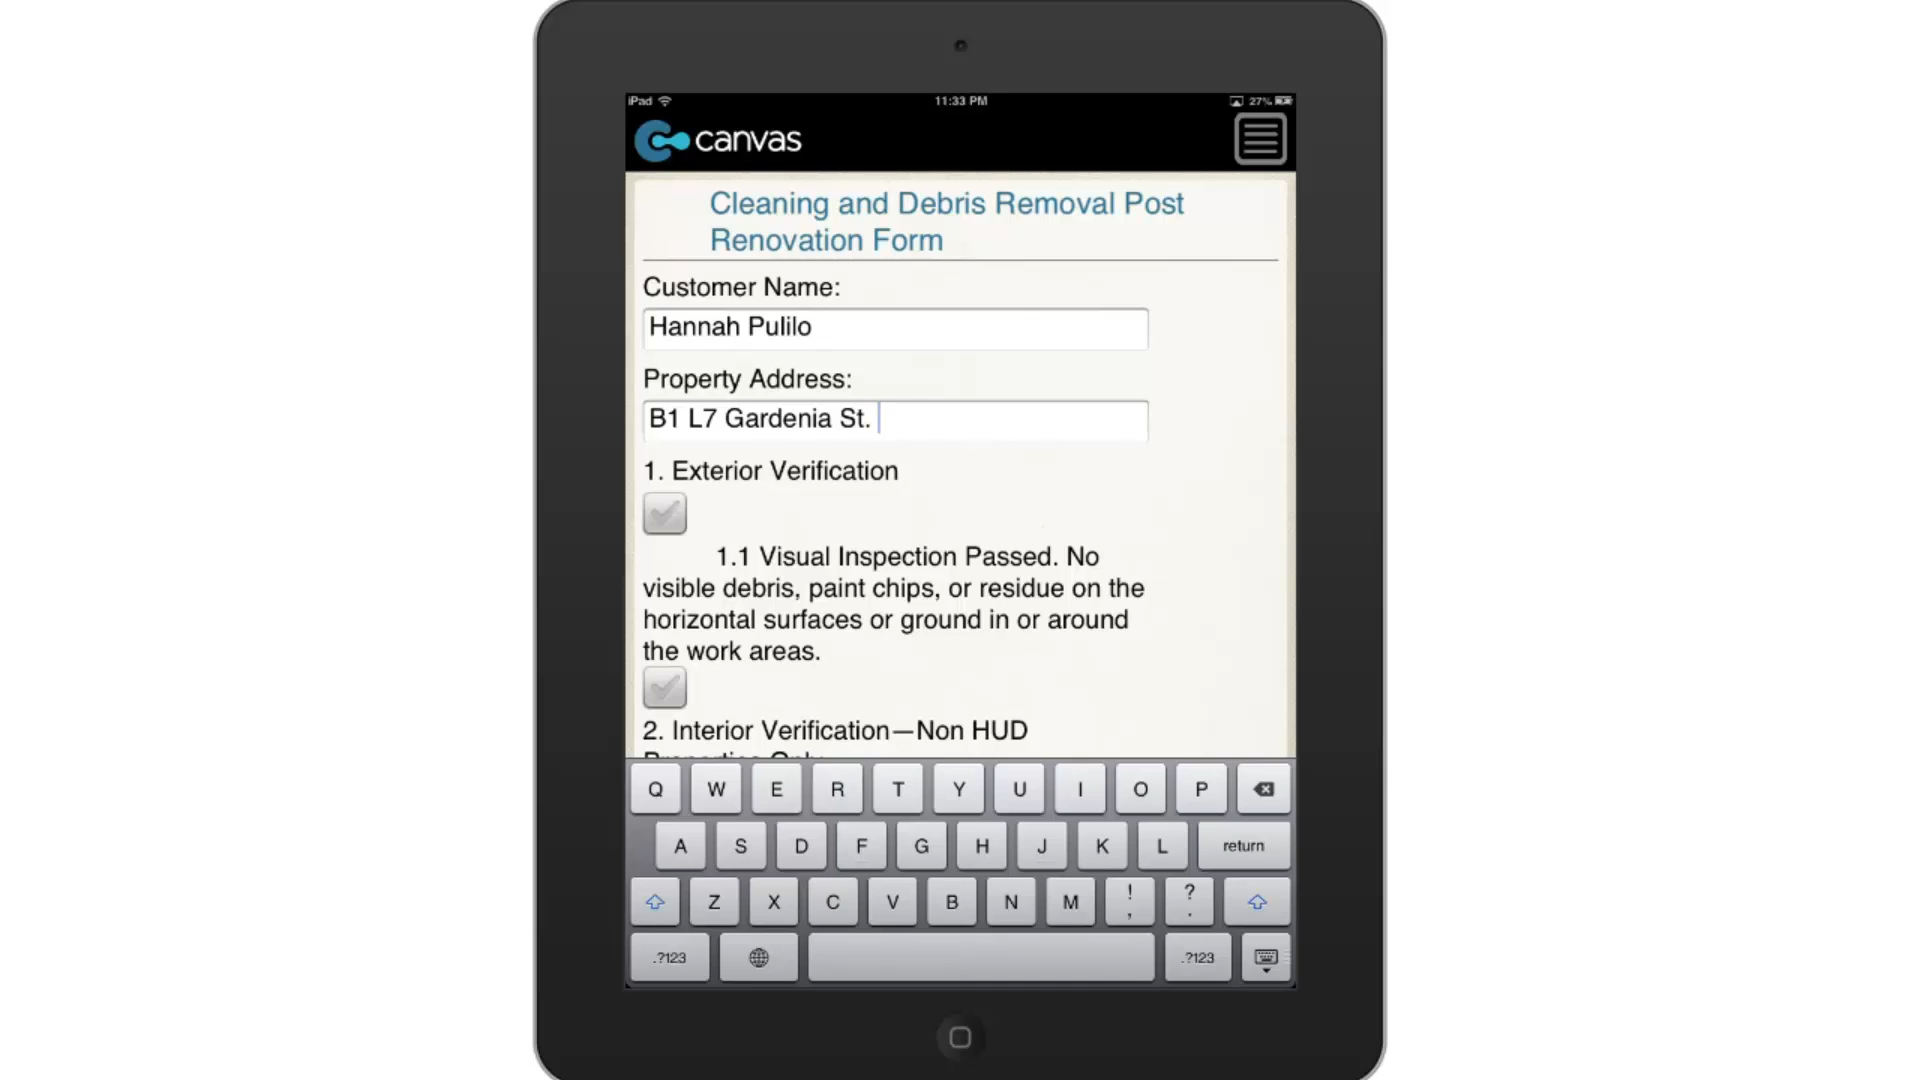 iPad 11:33 PM 27%
canvas
Cleaning and Debris Removal Post
Renovation Form
Customer Name:
Hannah Pulilo
Property Address:
B1 L7 Gardenia St.
1. Exterior Verification
1.1 Visual Inspection Passed. No
visible debris, paint chips, or residue on the
horizontal surfaces or ground in or around
the work areas.
2. Interior Verification—Non HUD
Q W E R T Y U I O P
A S D F G H J K L return
Z X C V B N M ! , ? .
.?123 .?123